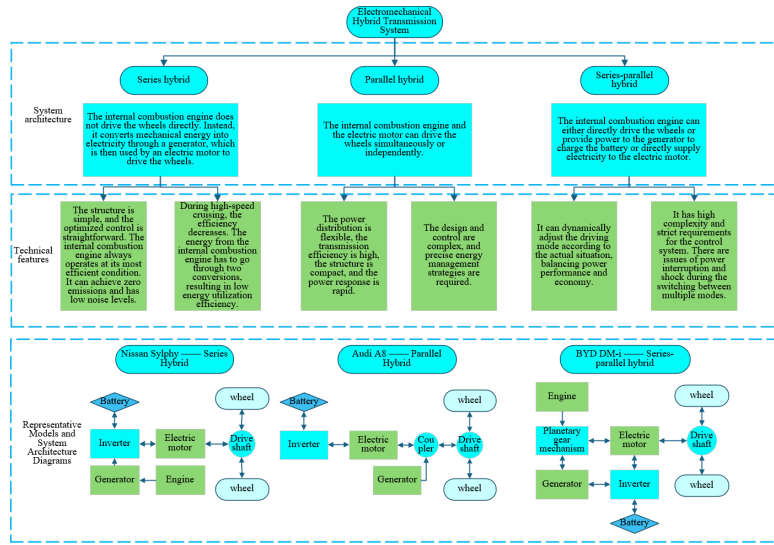 Electromechanical
Hybrid Transmission
System
Series hybrid
Parallel hybrid
Series-parallel
hybrid
System
architecture
The internal combustion engine does
not drive the wheels directly. Instead,
it converts mechanical energy into
electricity through a generator, which
is then used by an electric motor to
drive the wheels.
The internal combustion engine and
the electric motor can drive the
wheels simultaneously or
independently.
The internal combustion engine can
either directly drive the wheels or
provide power to the generator to
charge the battery or directly supply
electricity to the electric motor.
Technical
features
The structure is
simple, and the
optimized control is
straightforward. The
internal combustion
engine always
operates at its most
efficient condition. It
can achieve zero
emissions and has
low noise levels.
During high-speed
cruising, the
efficiency
decreases. The
energy from the
internal combustion
engine has to go
through two
conversions,
resulting in low
energy utilization
efficiency.
The power
distribution is
flexible, the
transmission
efficiency is high,
the structure is
compact, and the
power response is
rapid.
The design and
control are
complex, and
precise energy
management
strategies are
required.
It can dynamically
adjust the driving
mode according to
the actual situation,
balancing power
performance and
economy.
It has high
complexity and
strict requirements
for the control
system. There are
issues of power
interruption and
shock during the
switching between
multiple modes.
Representative
Models and
System
Architecture
Diagrams
Nissan Sylphy —— Series
Hybrid
Battery
wheel
Inverter
Electric
motor
Drive
shaft
Generator
Engine
wheel
Audi A8 —— Parallel
Hybrid
Battery
wheel
Inverter
Electric
motor
Cou
pler
Drive
shaft
Generator
wheel
BYD DM-i —— Series-
parallel hybrid
Engine
wheel
Planetary
gear
mechanism
Electric
motor
Drive
shaft
Generator
Inverter
wheel
Battery